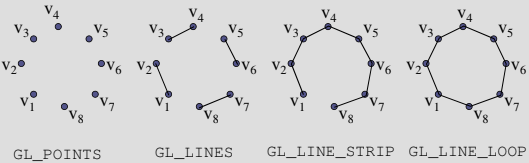 v4 v4 v4 v4
v3 v5 v3 v5 v3 v5 v3 v5
v2 v6 v2 v6 v2 v6 v2 v6
v1 v7 v1 v7 v1 v7 v1 v7
v8 v8 v8 v8
GL_POINTS GL_LINES GL_LINE_STRIP GL_LINE_LOOP